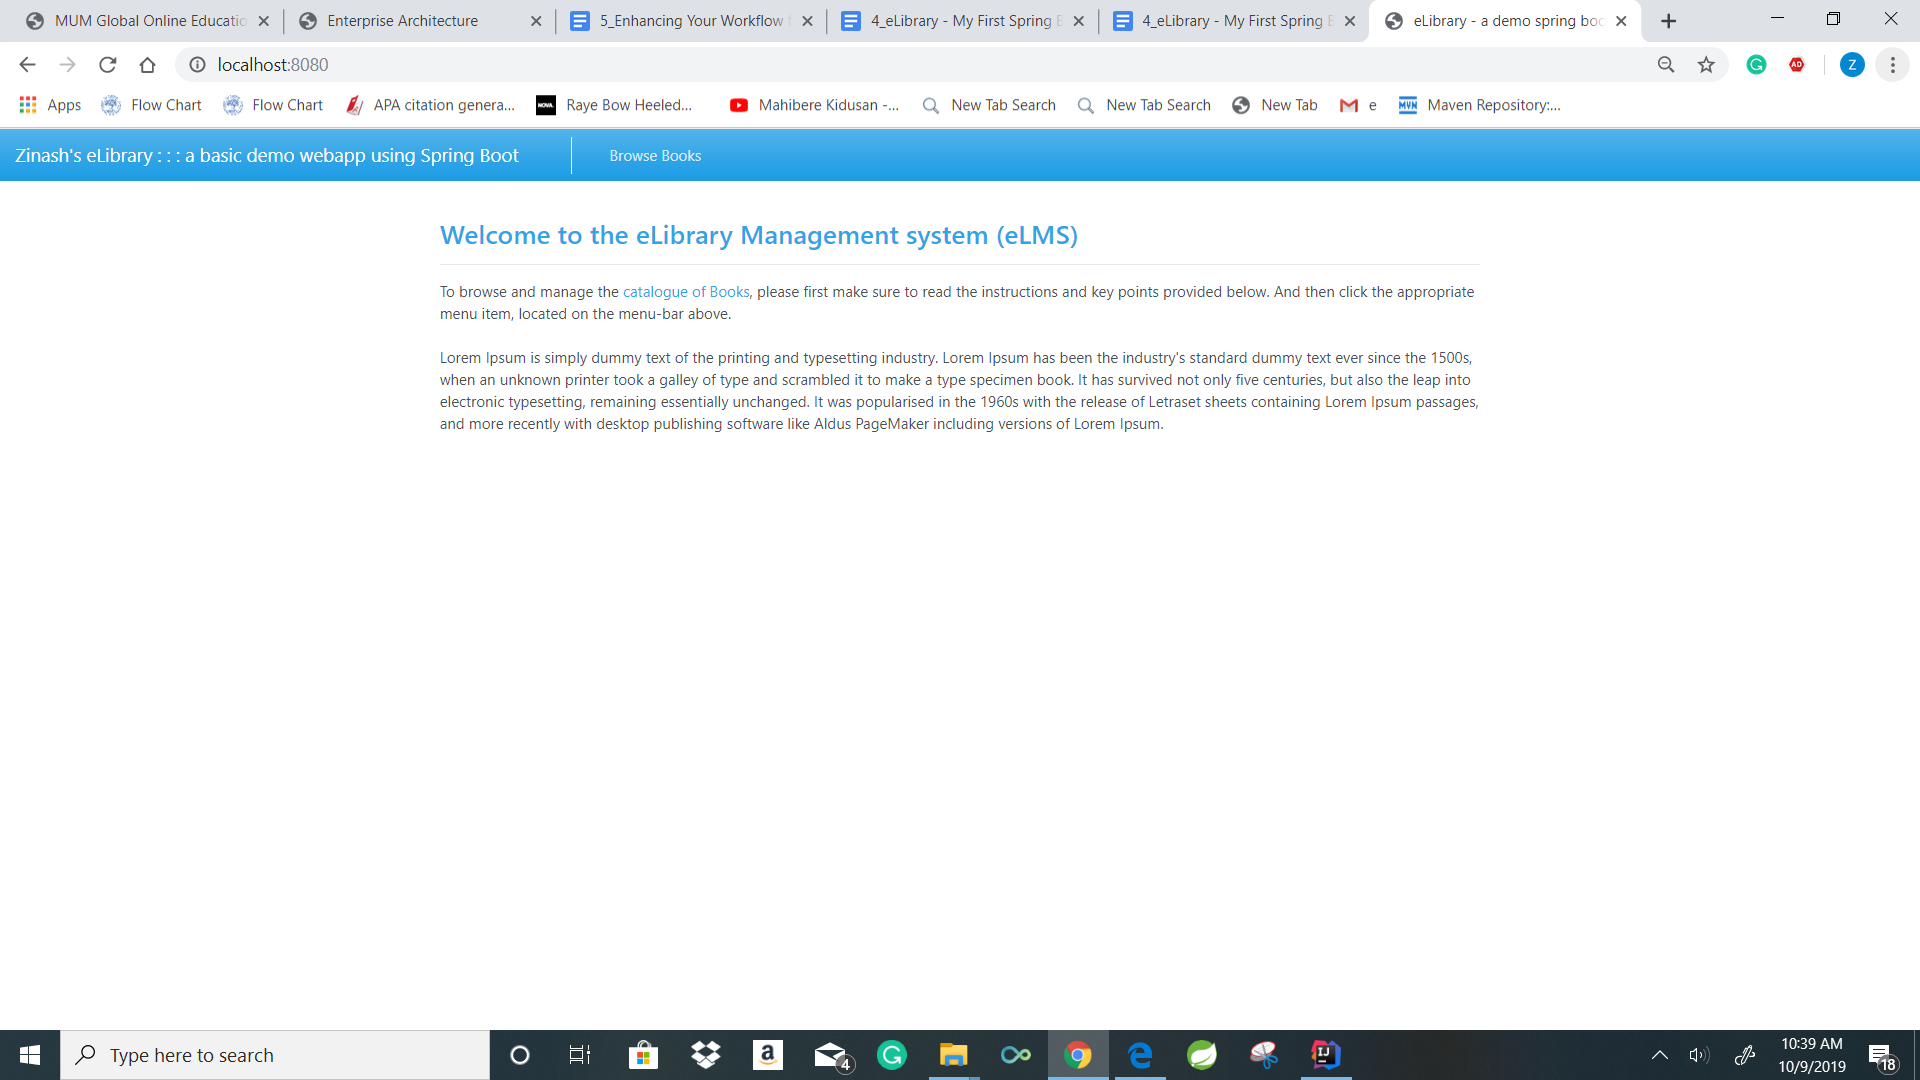 MUM Global Online Educatio
Enterprise Architecture
5_Enhancing Your Workflow
4_eLibrary - My First Spring
4_eLibrary - My First Spring
eLibrary - a demo spring boo
localhost:8080
Z
Apps
Flow Chart
Flow Chart
APA citation genera...
NOVA
Raye Bow Heeled...
Mahibere Kidusan -...
New Tab Search
New Tab Search
New Tab
e
MVN
Maven Repository:...
Zinash's eLibrary : : : a basic demo webapp using Spring Boot
Browse Books
Welcome to the eLibrary Management system (eLMS)
To browse and manage the catalogue of Books, please first make sure to read the instructions and key points provided below. And then click the appropriate
menu item, located on the menu-bar above.
Lorem Ipsum is simply dummy text of the printing and typesetting industry. Lorem Ipsum has been the industry's standard dummy text ever since the 1500s,
when an unknown printer took a galley of type and scrambled it to make a type specimen book. It has survived not only five centuries, but also the leap into
electronic typesetting, remaining essentially unchanged. It was popularised in the 1960s with the release of Letraset sheets containing Lorem Ipsum passages,
and more recently with desktop publishing software like Aldus PageMaker including versions of Lorem Ipsum.
Type here to search
4
10:39 AM
10/9/2019
18